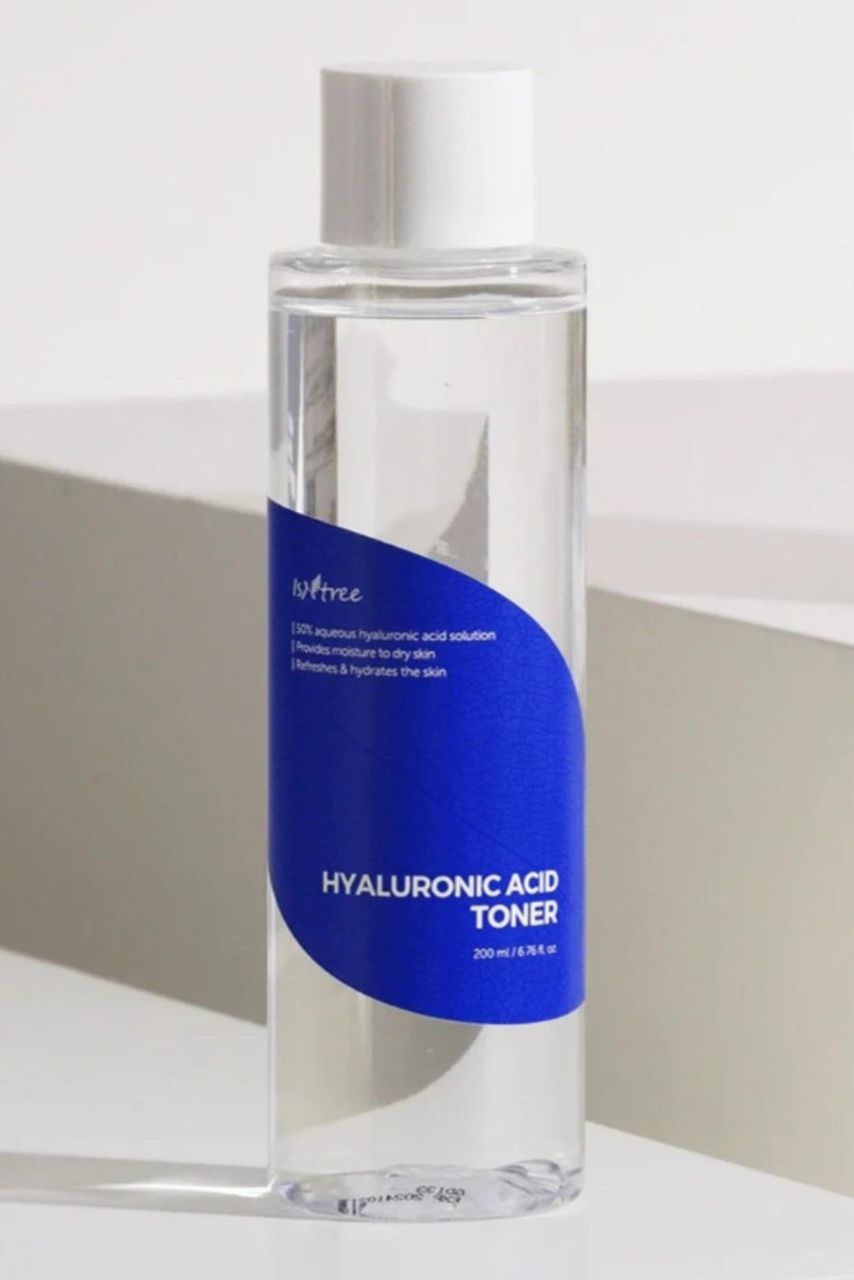 IsNtree
50% aqueous hyaluronic acid solution
Provides moisture to dry skin
Refreshes & hydrates the skin
HYALURONIC ACID
TONER
200 ml / 6.76 fl. oz